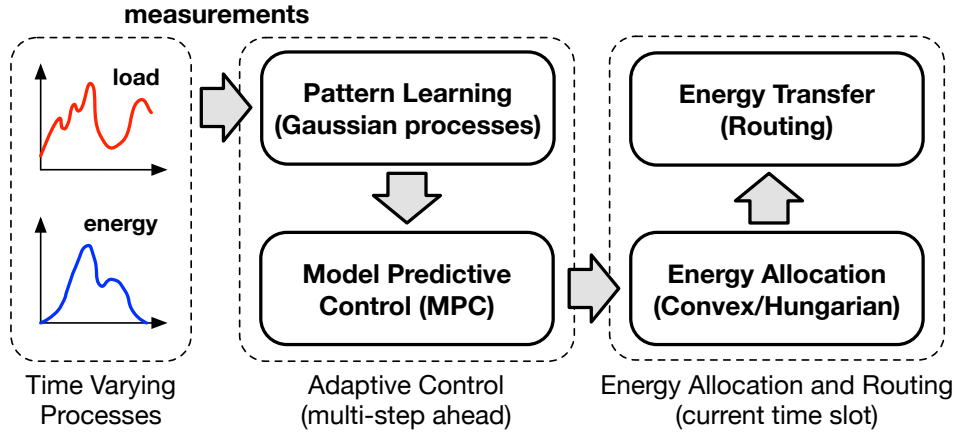 measurements
load
energy
Time Varying
Processes
Pattern Learning
(Gaussian processes)
Model Predictive
Control (MPC)
Adaptive Control
(multi-step ahead)
Energy Transfer
(Routing)
Energy Allocation
(Convex/Hungarian)
Energy Allocation and Routing
(current time slot)